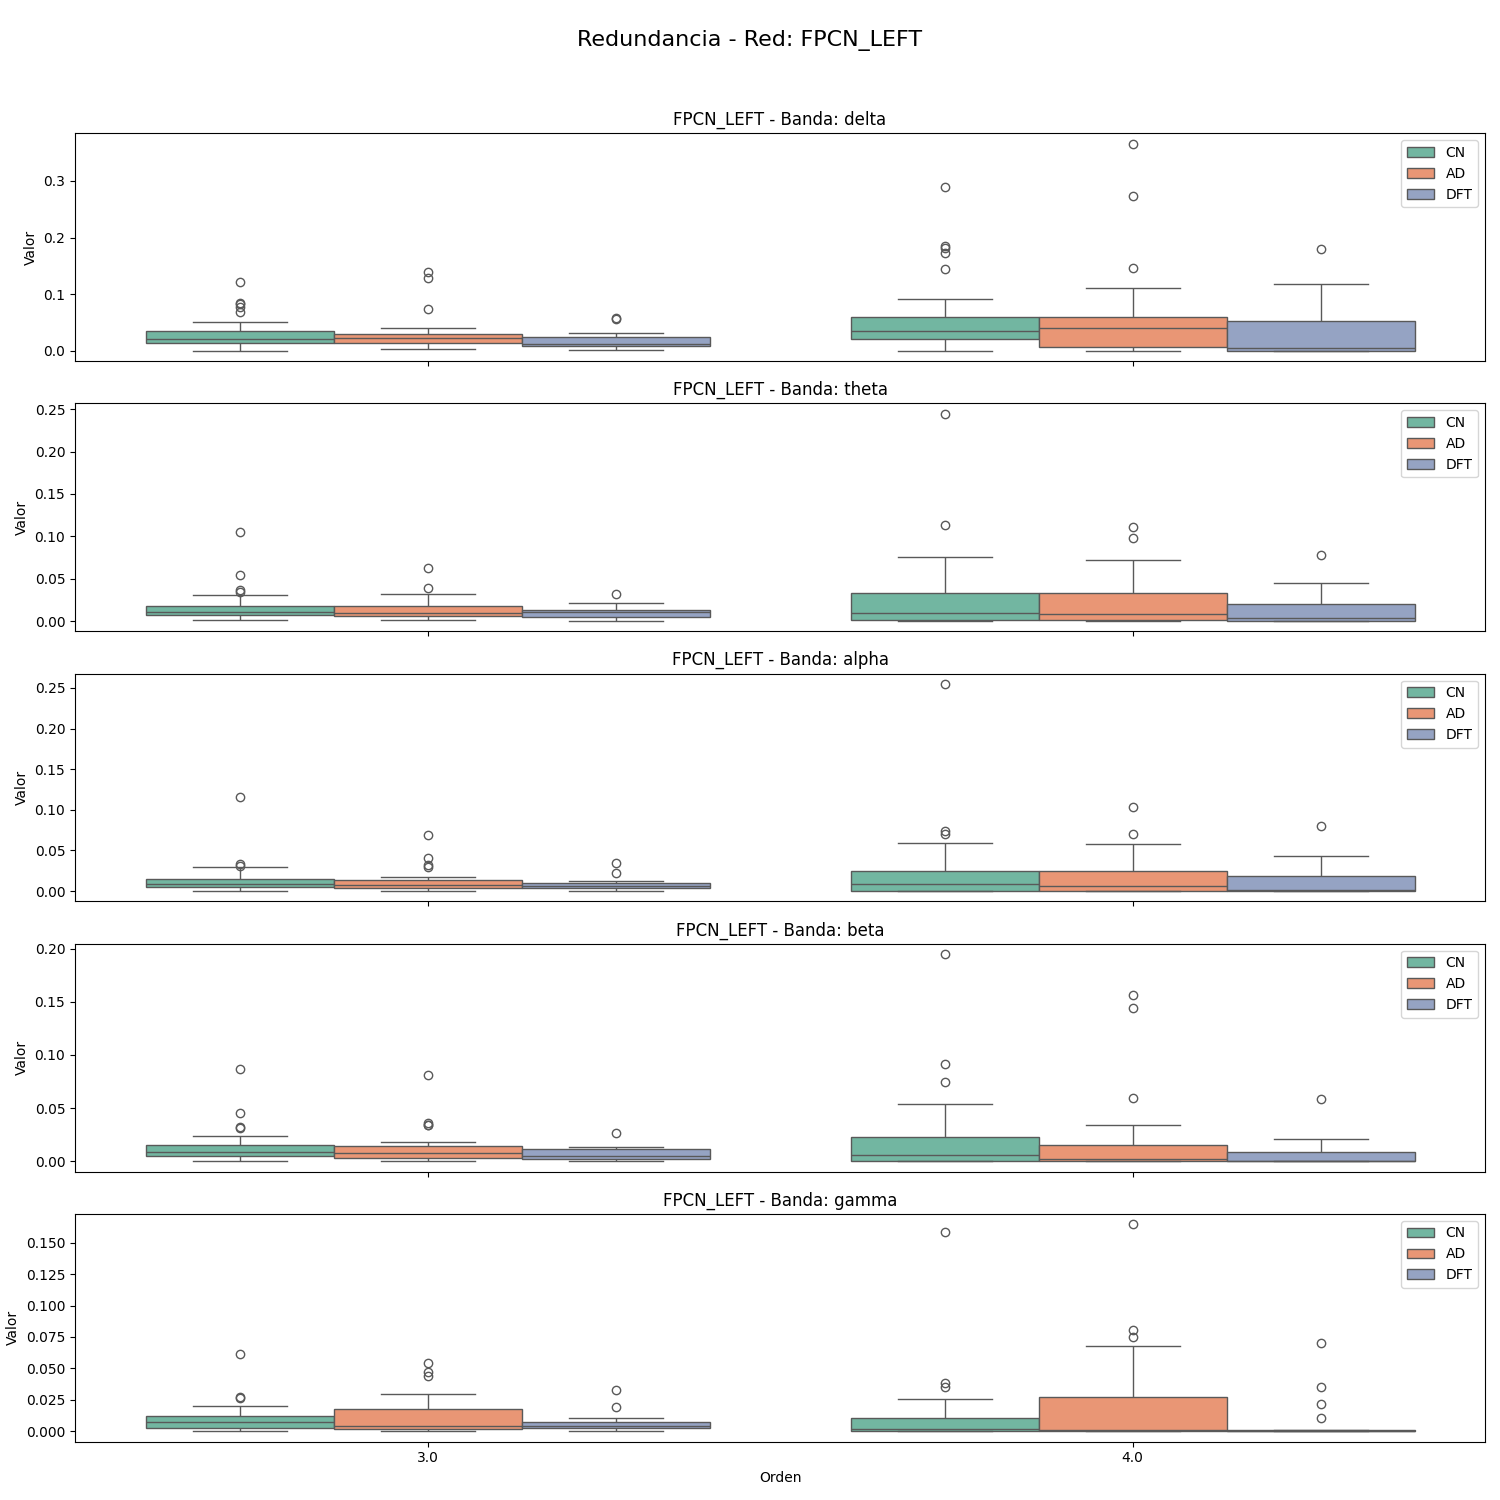 Redundancia - Red: FPCN_LEFT
FPCN_LEFT - Banda: delta
Valor
0.3
0.2
0.1
0.0
CN
AD
DFT
FPCN_LEFT - Banda: theta
Valor
0.25
0.20
0.15
0.10
0.05
0.00
CN
AD
DFT
FPCN_LEFT - Banda: alpha
Valor
0.25
0.20
0.15
0.10
0.05
0.00
CN
AD
DFT
FPCN_LEFT - Banda: beta
Valor
0.20
0.15
0.10
0.05
0.00
CN
AD
DFT
FPCN_LEFT - Banda: gamma
Valor
0.150
0.125
0.100
0.075
0.050
0.025
0.000
CN
AD
DFT
3.0 4.0
Orden